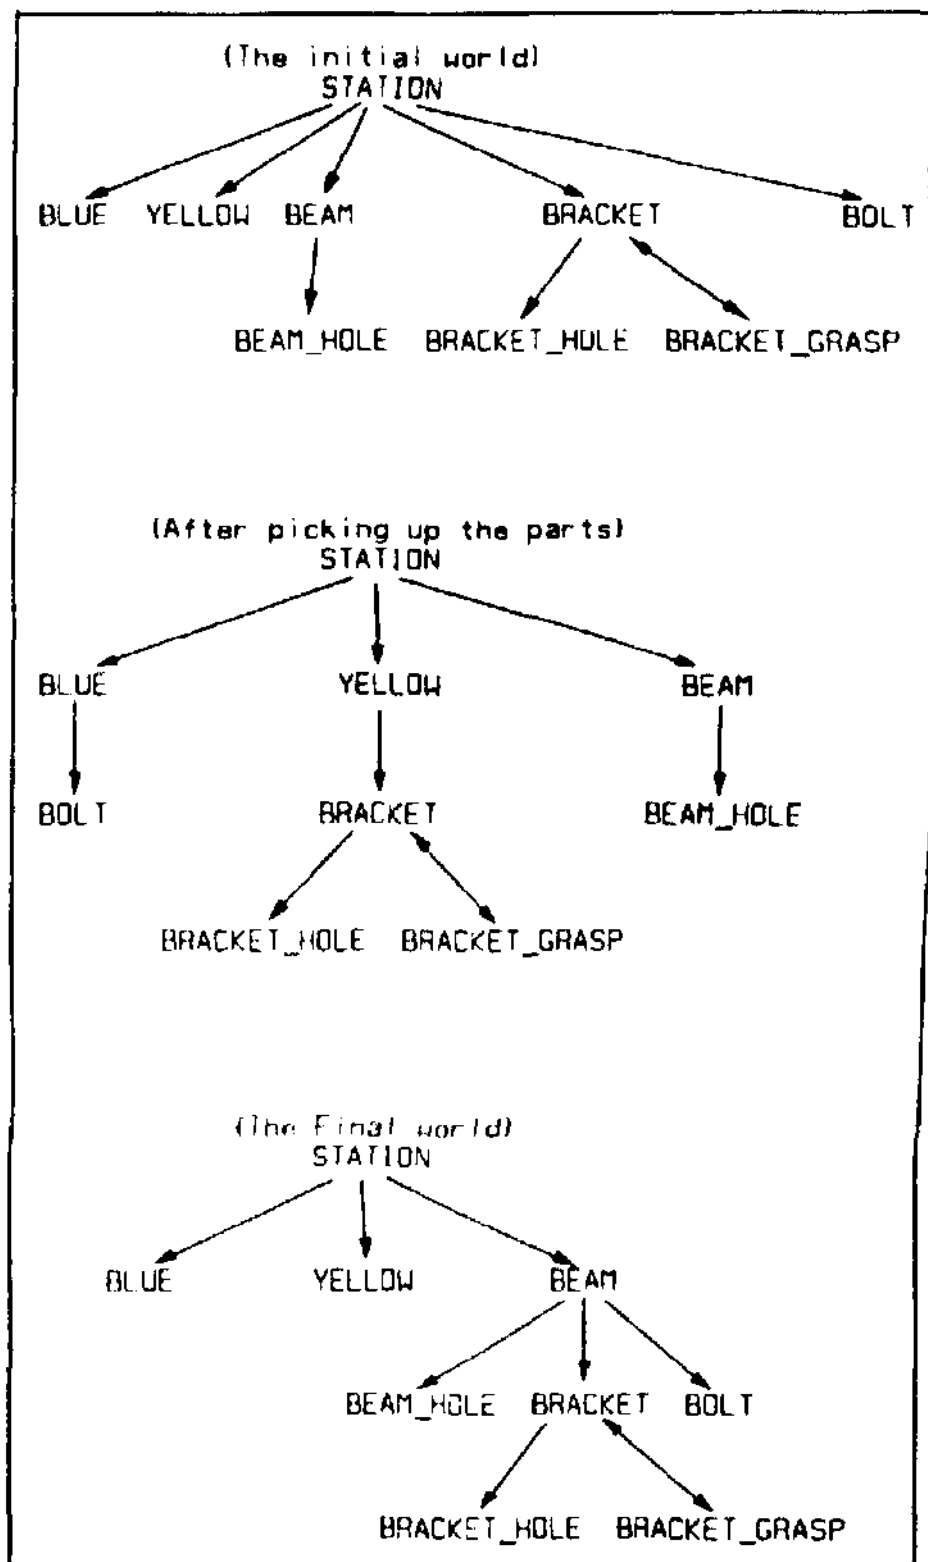 (The initial world)
STATION
BLUE YELLOW BEAM BRACKET BOLT
BEAM_HOLE BRACKET_HOLE BRACKET_GRASP
(After picking up the parts)
STATION
BLUE YELLOW BEAM
BOLT BRACKET BEAM_HOLE
BRACKET_HOLE BRACKET_GRASP
(The Final world)
STATION
BLUE YELLOW BEAM
BEAM_HOLE BRACKET BOLT
BRACKET_HOLE BRACKET_GRASP